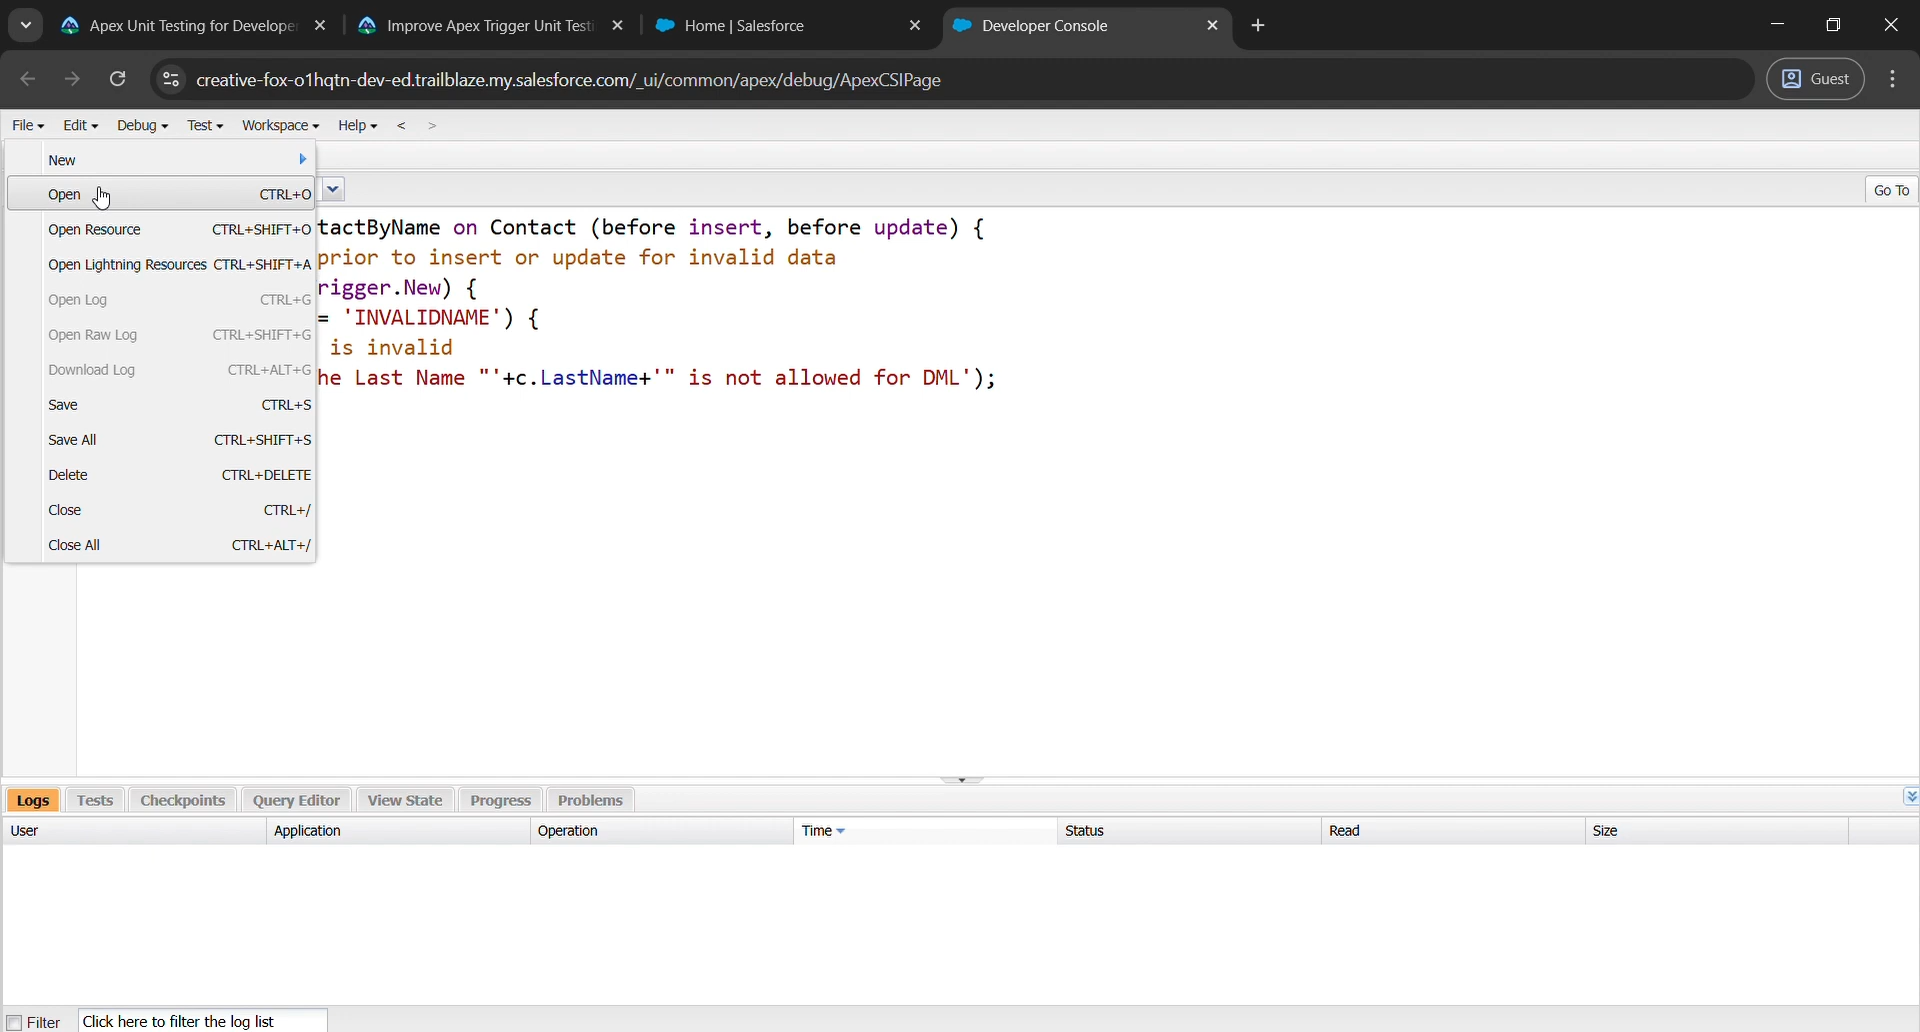 Apex Unit Testing for Develope
Improve Apex Trigger Unit Testi
Home | Salesforce
Developer Console
creative-fox-o1hqtn-dev-ed.trailblaze.my.salesforce.com/_ui/common/apex/debug/ApexCSIPage
Guest
File Edit Debug Test Workspace Help < >
New
Open CTRL+O
Go To
Open Resource CTRL+SHIFT+O
Open Lightning Resources CTRL+SHIFT+A
Open Log CTRL+G
Open Raw Log CTRL+SHIFT+G
Download Log CTRL+ALT+G
Save CTRL+S
Save All CTRL+SHIFT+S
Delete CTRL+DELETE
Close CTRL+/
Close All CTRL+ALT+/
tactByName on Contact (before insert, before update) {
prior to insert or update for invalid data
rigger.New) {
= 'INVALIDNAME') {
is invalid
he Last Name "'+c.LastName+'" is not allowed for DML');
Logs Tests Checkpoints Query Editor View State Progress Problems
User Application Operation Time Status Read Size
Filter Click here to filter the log list